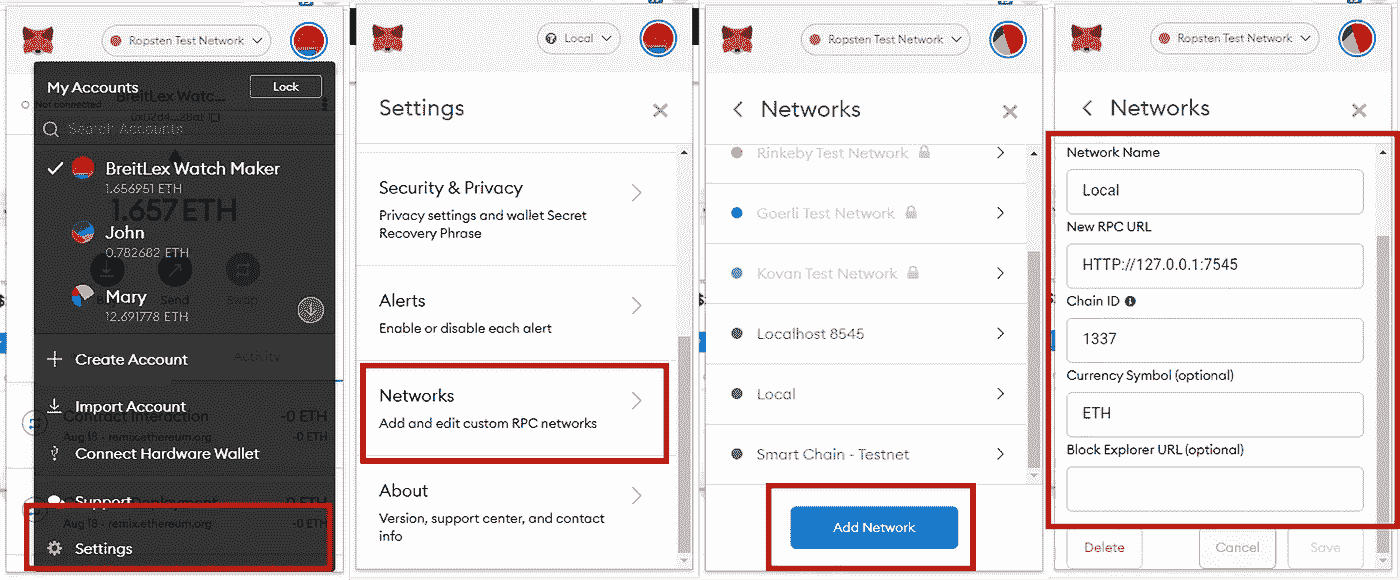 Ropsten Test Network
My Accounts
Lock
Not connected
BreitLex Watc...
Search Accounts
BreitLex Watch Maker
1.656951 ETH
1.657 ETH
John
0.782682 ETH
Mary
Send
Swap
12.691778 ETH
Create Account
Activity
Import Account
Contract Interaction
-0 ETH
Aug 18 - remix.ethereum.org
-0 ETH
Connect Hardware Wallet
Support
Deployment
-0 ETH
Aug 18 - remix.ethereum.org
-0 ETH
Settings
Local
Settings
Security & Privacy
Privacy settings and wallet Secret
Recovery Phrase
Alerts
Enable or disable each alert
Networks
Add and edit custom RPC networks
About
Version, support center, and contact
info
Ropsten Test Network
Networks
Rinkeby Test Network
Goerli Test Network
Kovan Test Network
Localhost 8545
Local
Smart Chain - Testnet
Add Network
Ropsten Test Network
Networks
Network Name
Local
New RPC URL
HTTP://127.0.0.1:7545
Chain ID
1337
Currency Symbol (optional)
ETH
Block Explorer URL (optional)
Delete
Cancel
Save